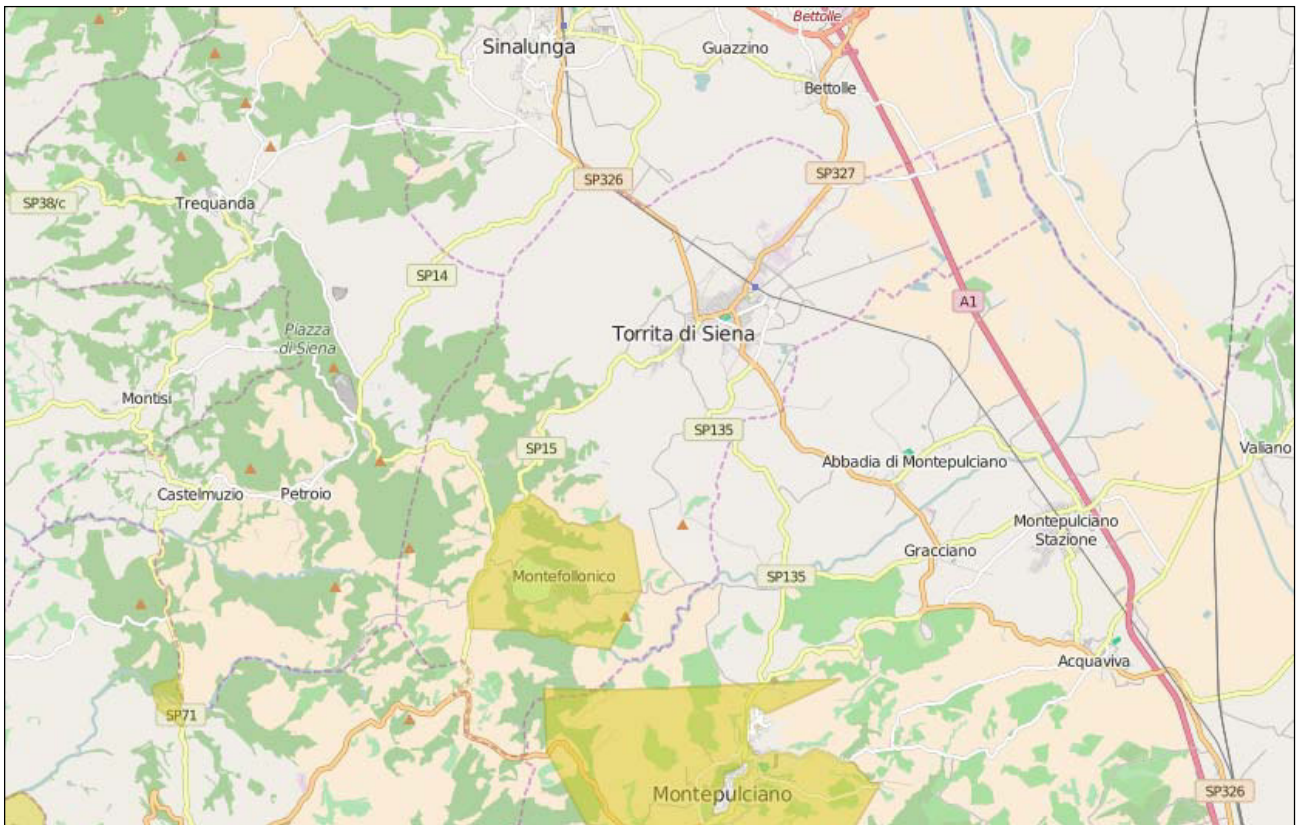 Bettolle
Sinalunga
Guazzino
Bettolle
SP326
SP327
SP38/c
Trequanda
SP14
A1
Piazza
di Siena
Torrita di Siena
Montisi
SP15
SP135
Valiano
Abbadia di Montepulciano
Castelmuzio
Petroio
Montepulciano
Stazione
Gracciano
Montefollonico
SP135
Acquaviva
SP71
Montepulciano
SP326